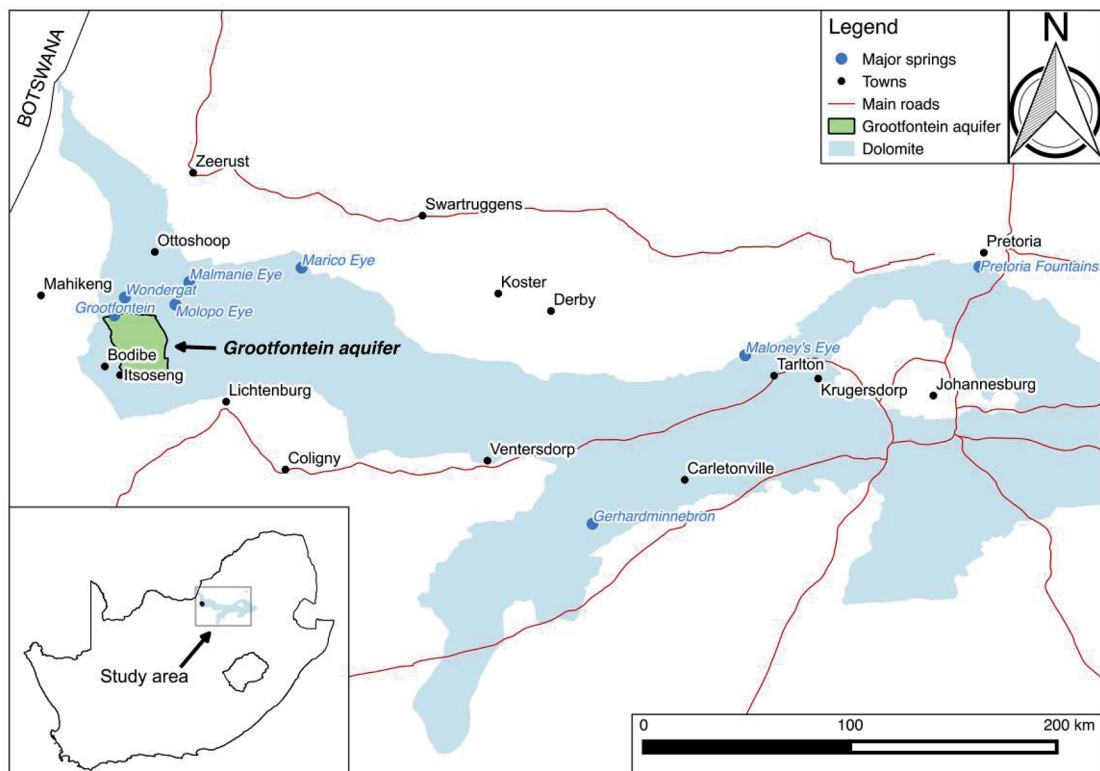 BOTSWANA
Legend
Major springs
Towns
Main roads
Grootfontein aquifer
Dolomite
N
Zeerust
Swartruggens
Ottoshoop
Pretoria
Marico Eye
Pretoria Fountains
Malmanie Eye
Mahikeng
Wondergat
Koster
Molopo Eye
Derby
Grootfontein
Grootfontein aquifer
Maloney's Eye
Bodibe
Tarlton
Itsoseng
Krugersdorp
Johannesburg
Lichtenburg
Ventersdorp
Coligny
Carletonville
Gerhardminnebron
Study area
0 100 200 km